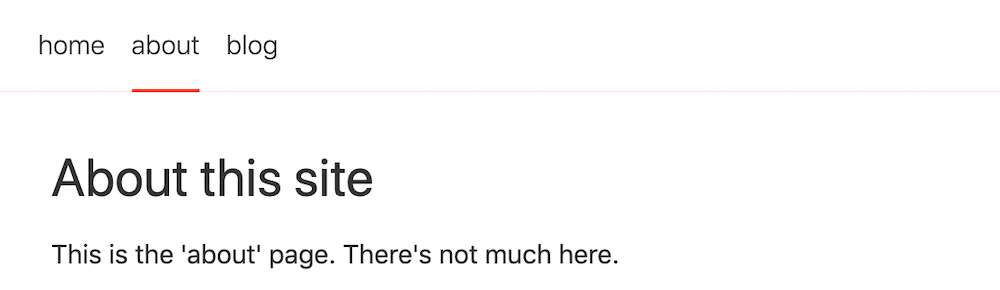 home about blog
About this site
This is the 'about' page. There's not much here.